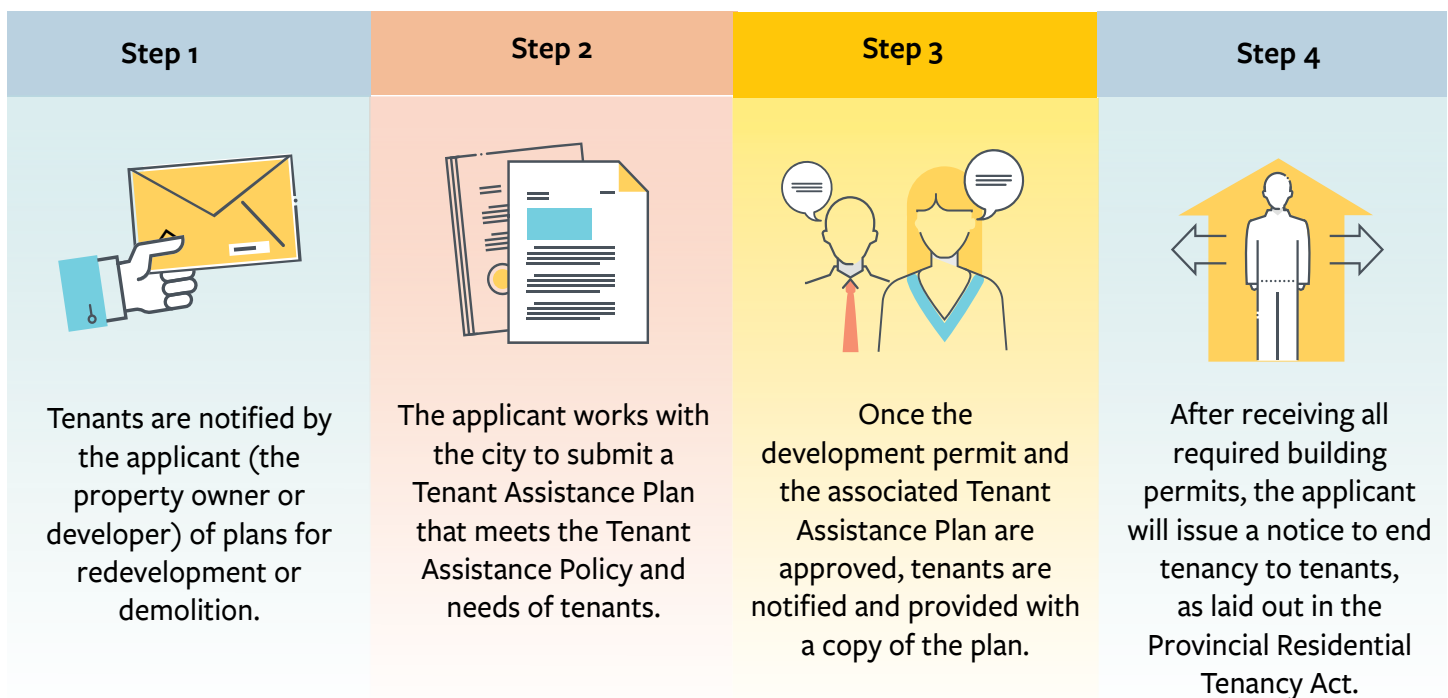 Step 1
Tenants are notified by
the applicant (the
property owner or
developer) of plans for
redevelopment or
demolition.
Step 2
The applicant works with
the city to submit a
Tenant Assistance Plan
that meets the Tenant
Assistance Policy and
needs of tenants.
Step 3
Once the
development permit and
the associated Tenant
Assistance Plan are
approved, tenants are
notified and provided with
a copy of the plan.
Step 4
After receiving all
required building
permits, the applicant
will issue a notice to end
tenancy to tenants,
as laid out in the
Provincial Residential
Tenancy Act.